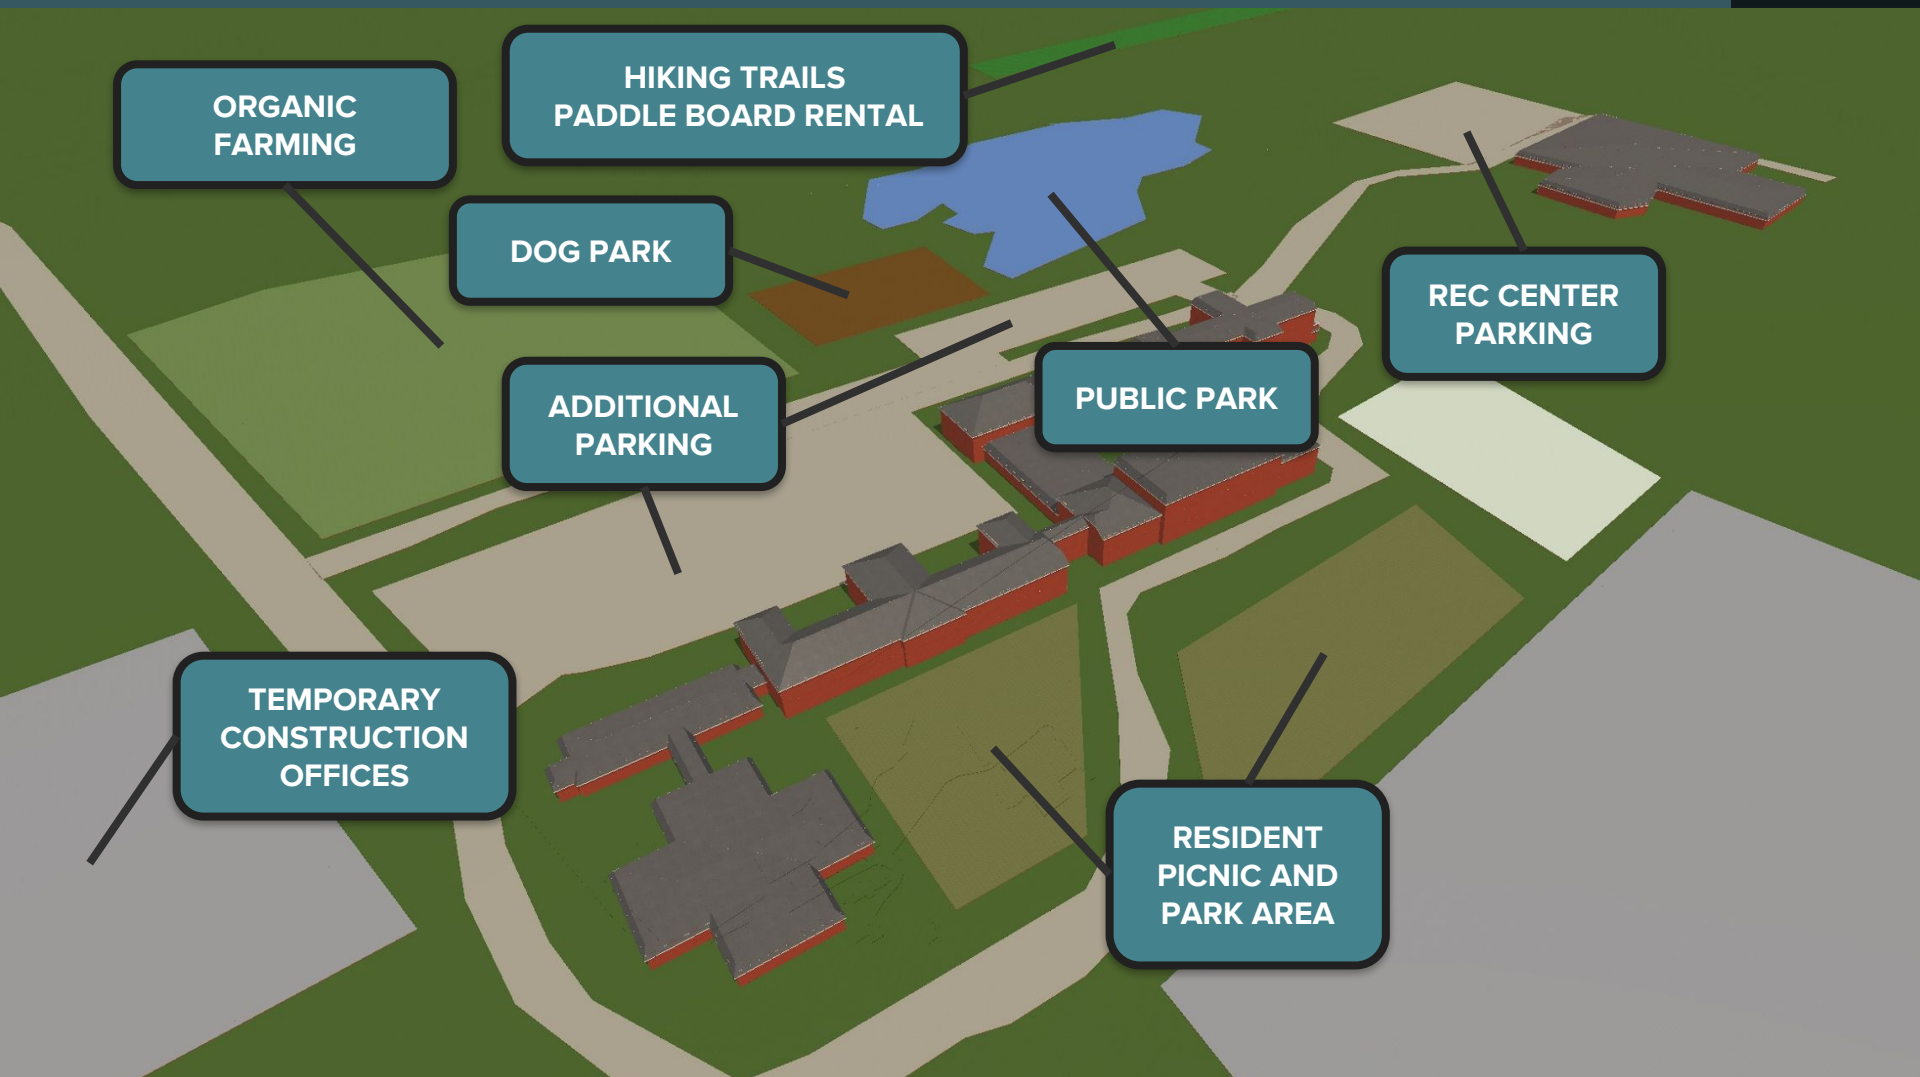 HIKING TRAILS
PADDLE BOARD RENTAL
ORGANIC
FARMING
DOG PARK
REC CENTER
PARKING
ADDITIONAL
PARKING
PUBLIC PARK
TEMPORARY
CONSTRUCTION
OFFICES
RESIDENT
PICNIC AND
PARK AREA